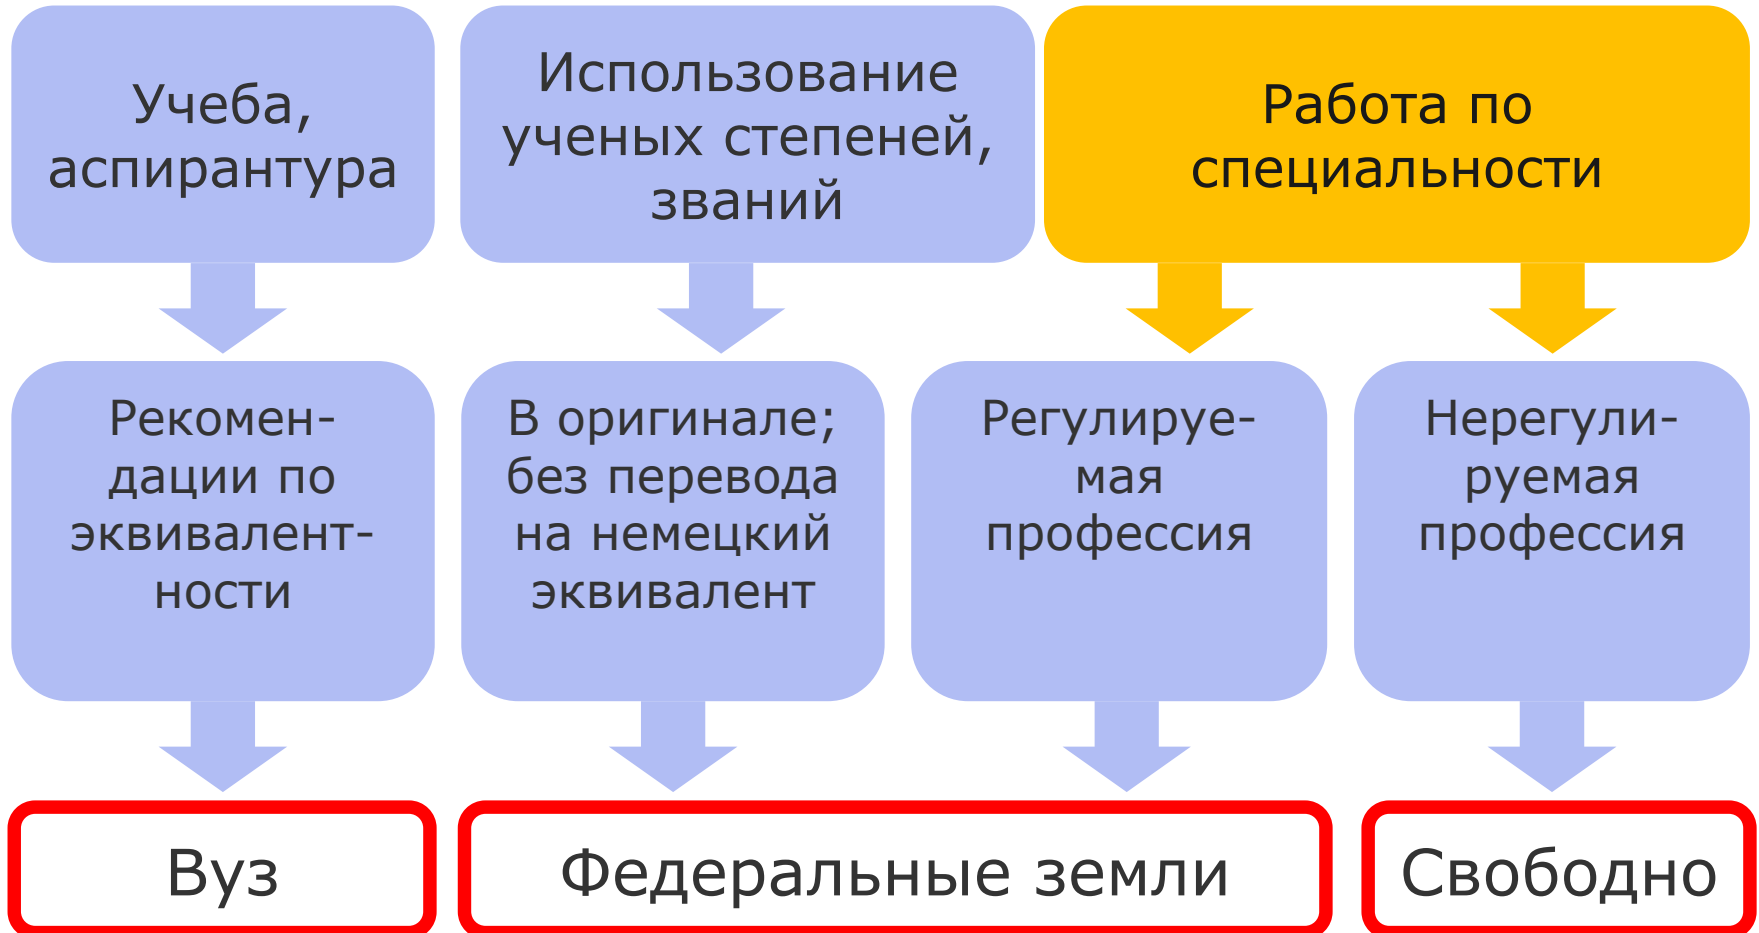 Учеба,
аспирантура
Использование
ученых степеней,
званий
Работа по
специальности
Рекомен-
дации по
эквивалент-
ности
В оригинале;
без перевода
на немецкий
эквивалент
Регулируе-
мая
профессия
Нерегули-
руемая
профессия
Вуз
Федеральные земли
Свободно